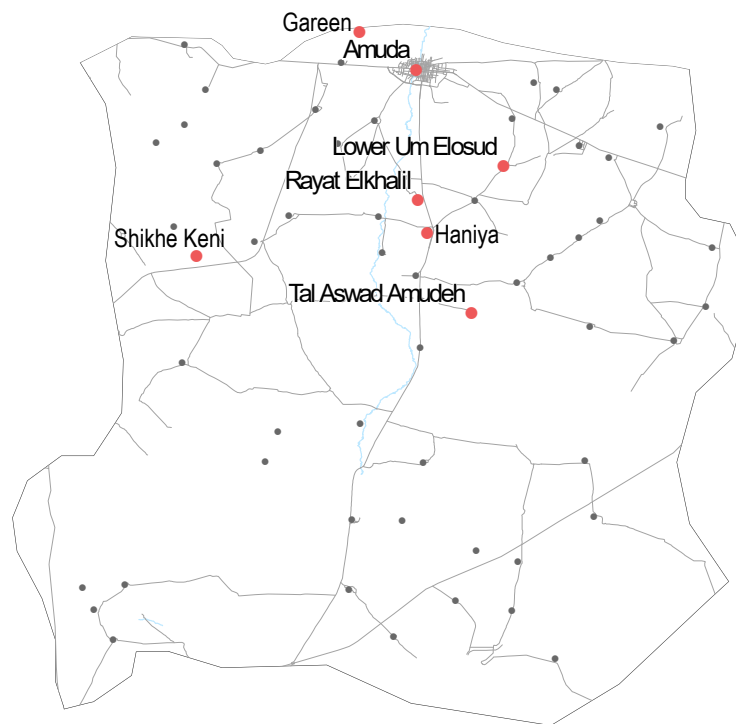 Gareen
Amuda
Lower Um Elosud
Rayat Elkhalil
Haniya
Shikhe Keni
Tal Aswad Amudeh